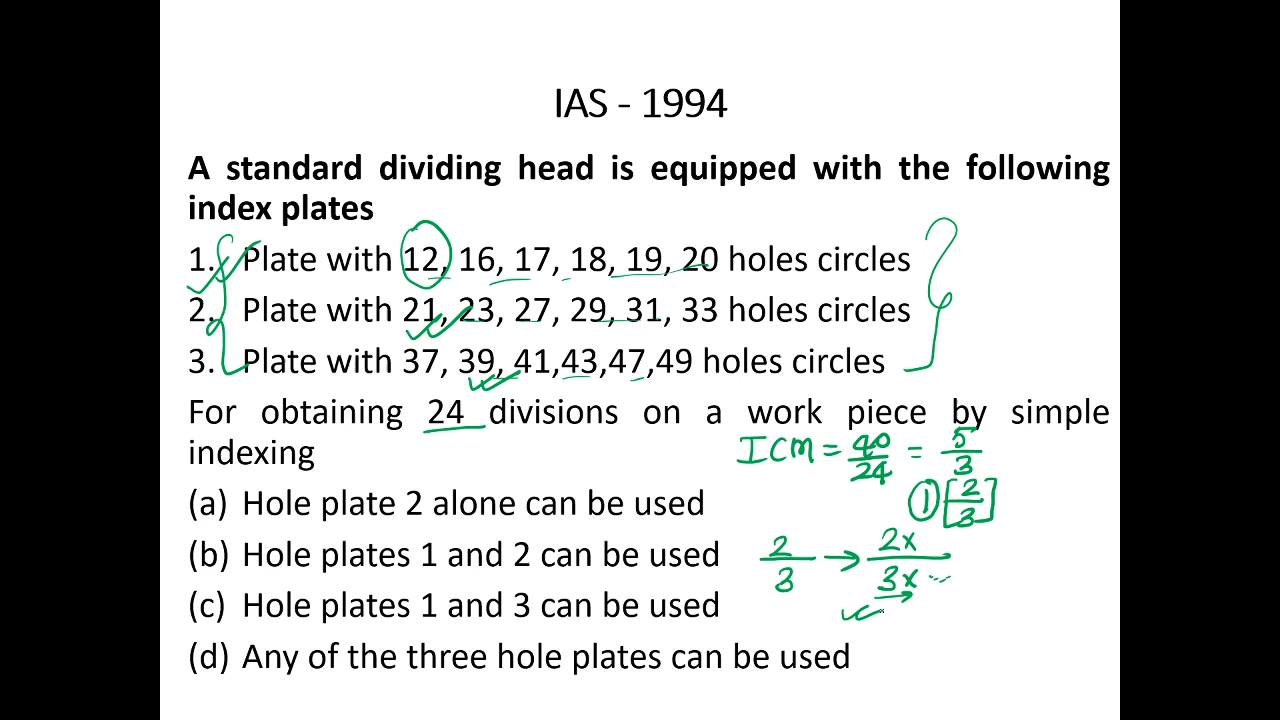 IAS - 1994
A standard dividing head is equipped with the following
index plates
1. Plate with 12, 16, 17, 18, 19, 20 holes circles
2. Plate with 21, 23, 27, 29, 31, 33 holes circles
3. Plate with 37, 39, 41,43,47,49 holes circles
For obtaining 24 divisions on a work piece by simple
indexing
ICM = 40/24 = 5/3
1 [2/3]
(a) Hole plate 2 alone can be used
(b) Hole plates 1 and 2 can be used
2/3 → 2x/3x
(c) Hole plates 1 and 3 can be used
(d) Any of the three hole plates can be used